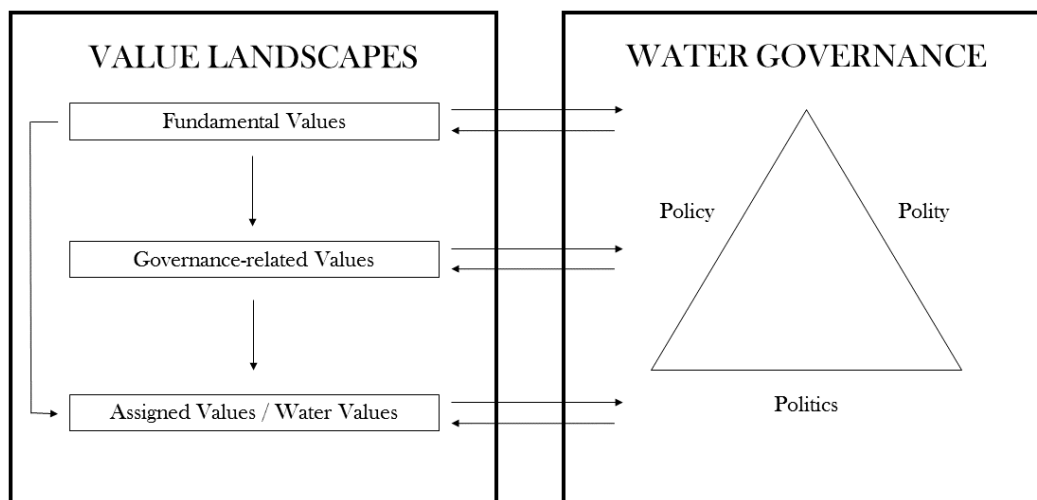 VALUE LANDSCAPES
Fundamental Values
Governance-related Values
Assigned Values / Water Values
WATER GOVERNANCE
Policy
Polity
Politics